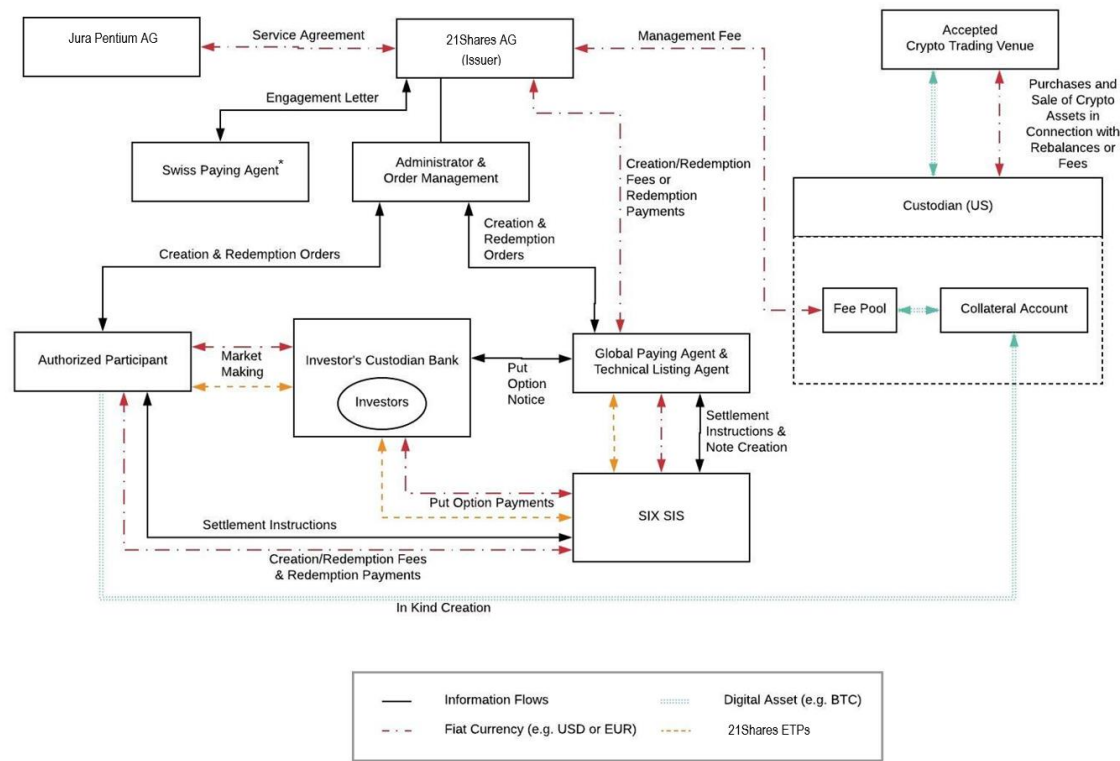 Jura Pentium AG
Service Agreement
21Shares AG
(Issuer)
Management Fee
Accepted
Crypto Trading Venue
Engagement Letter
Purchases and
Sale of Crypto
Assets in
Connection with
Rebalances or
Fees
Swiss Paying Agent*
Administrator &
Order Management
Creation/Redemption
Fees or
Redemption
Payments
Custodian (US)
Creation &
Redemption
Orders
Creation & Redemption Orders
Fee Pool
Collateral Account
Authorized Participant
Market
Making
Investor's Custodian Bank
Investors
Put
Option
Notice
Global Paying Agent &
Technical Listing Agent
Settlement
Instructions &
Note Creation
Put Option Payments
SIX SIS
Settlement Instructions
Creation/Redemption Fees
& Redemption Payments
In Kind Creation
Information Flows
Digital Asset (e.g. BTC)
Fiat Currency (e.g. USD or EUR)
21Shares ETPs